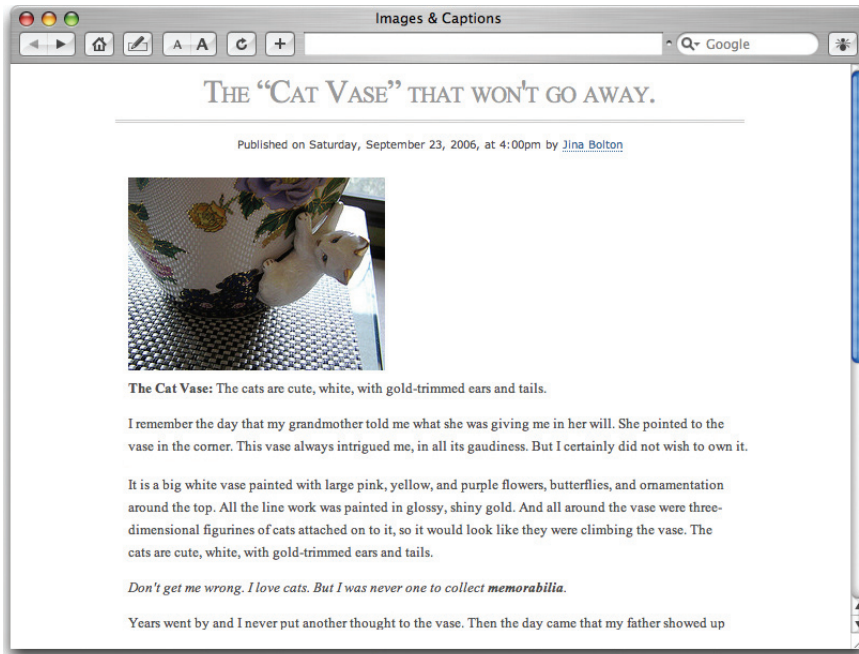 Images & Captions
A A
Google
THE “CAT VASE” THAT WON'T GO AWAY.
Published on Saturday, September 23, 2006, at 4:00pm by Jina Bolton
The Cat Vase: The cats are cute, white, with gold-trimmed ears and tails.
I remember the day that my grandmother told me what she was giving me in her will. She pointed to the
vase in the corner. This vase always intrigued me, in all its gaudiness. But I certainly did not wish to own it.
It is a big white vase painted with large pink, yellow, and purple flowers, butterflies, and ornamentation
around the top. All the line work was painted in glossy, shiny gold. And all around the vase were three-
dimensional figurines of cats attached on to it, so it would look like they were climbing the vase. The
cats are cute, white, with gold-trimmed ears and tails.
Don't get me wrong. I love cats. But I was never one to collect memorabilia.
Years went by and I never put another thought to the vase. Then the day came that my father showed up